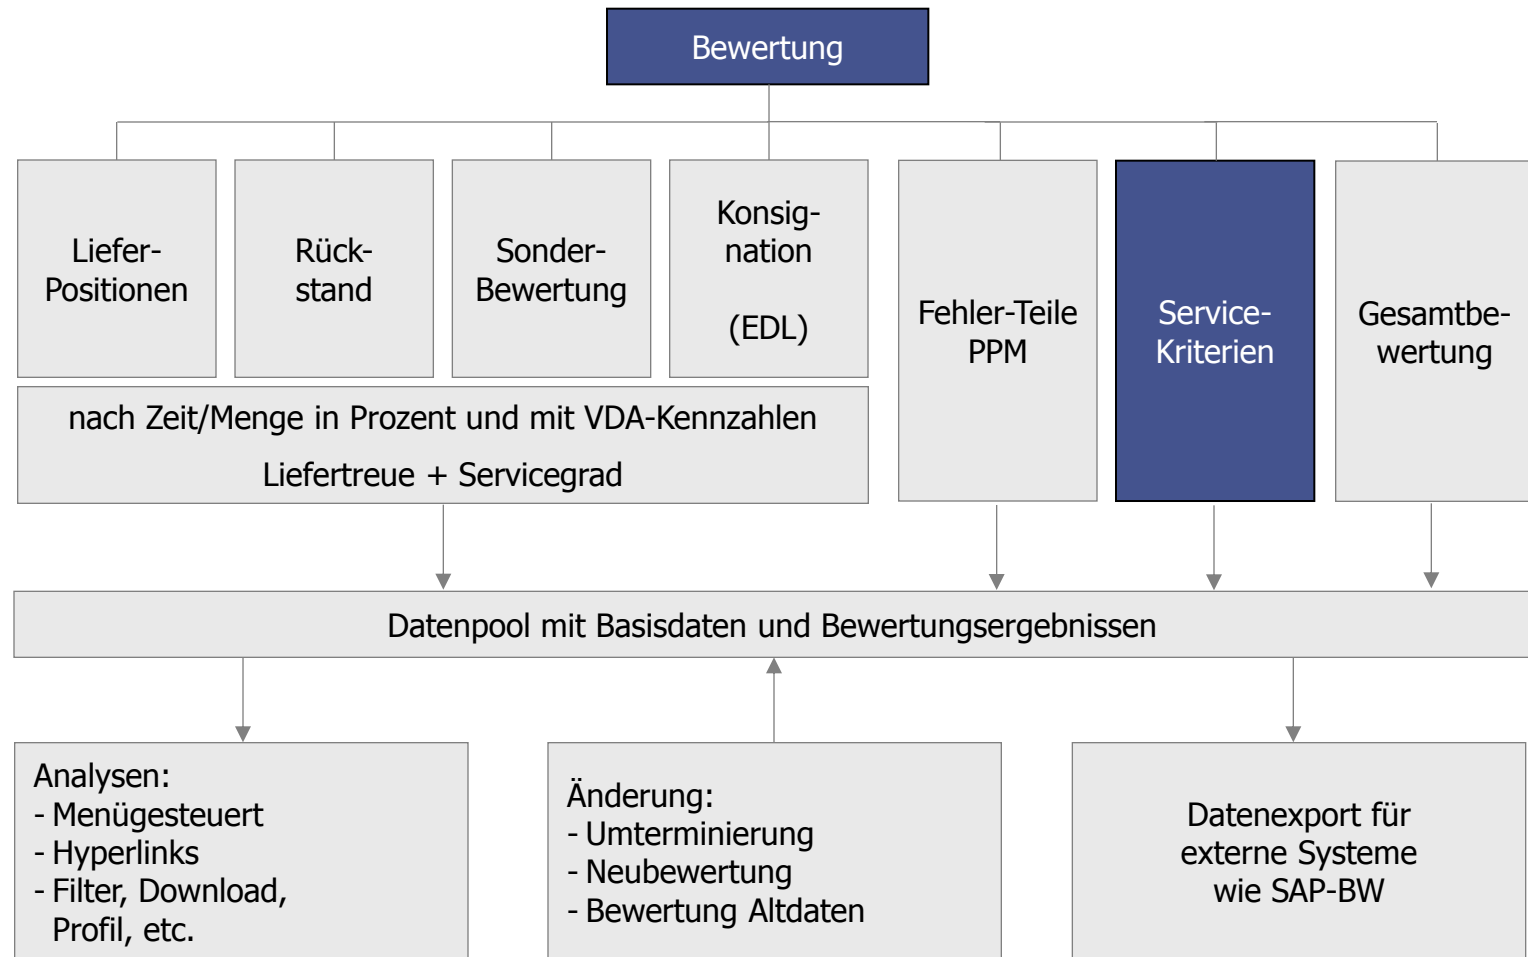 Bewertung
Liefer-
Positionen
Rück-
stand
Sonder-
Bewertung
Konsig-
nation
(EDL)
Fehler-Teile
PPM
Service-
Kriterien
Gesamtbe-
wertung
nach Zeit/Menge in Prozent und mit VDA-Kennzahlen
Liefertreue + Servicegrad
Datenpool mit Basisdaten und Bewertungsergebnissen
Analysen:
- Menügesteuert
- Hyperlinks
- Filter, Download,
Profil, etc.
Änderung:
- Umterminierung
- Neubewertung
- Bewertung Altdaten
Datenexport für
externe Systeme
wie SAP-BW